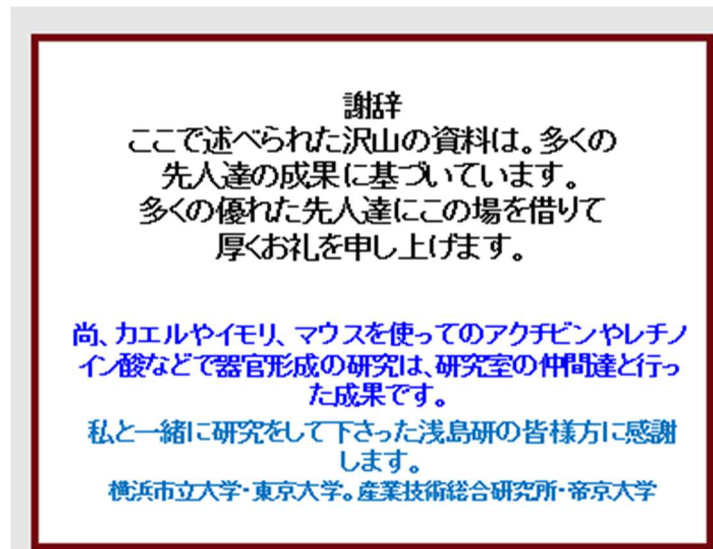 謝辞
ここで述べられた沢山の資料は。多くの
先人達の成果に基づいています。
多くの優れた先人達にこの場を借りて
厚くお礼を申し上げます。
尚、カエルやイモリ、マウスを使ってのアクチビンやレチノ
イン酸などで器官形成の研究は、研究室の仲間達と行っ
た成果です。
私と一緒に研究をして下さった浅島研の皆様方に感謝
します。
横浜市立大学・東京大学。産業技術総合研究所・帝京大学